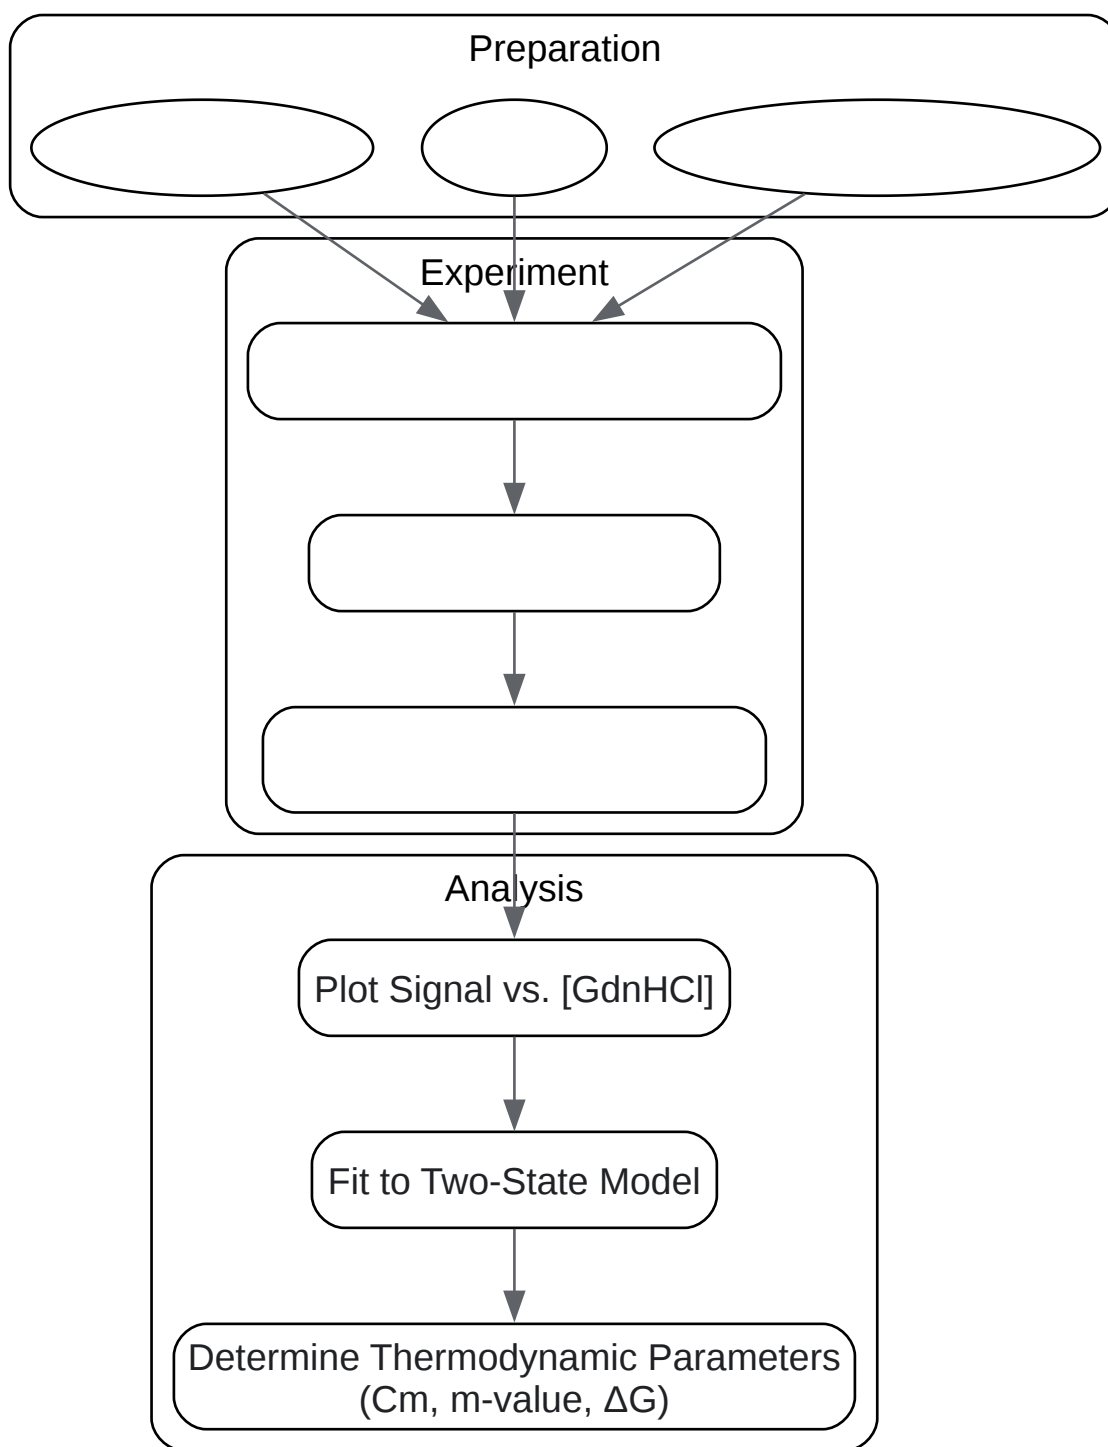 Preparation
Experiment
Analysis
Plot Signal vs. [GdnHCl]
Fit to Two-State Model
Determine Thermodynamic Parameters
(Cm, m-value, ΔG)